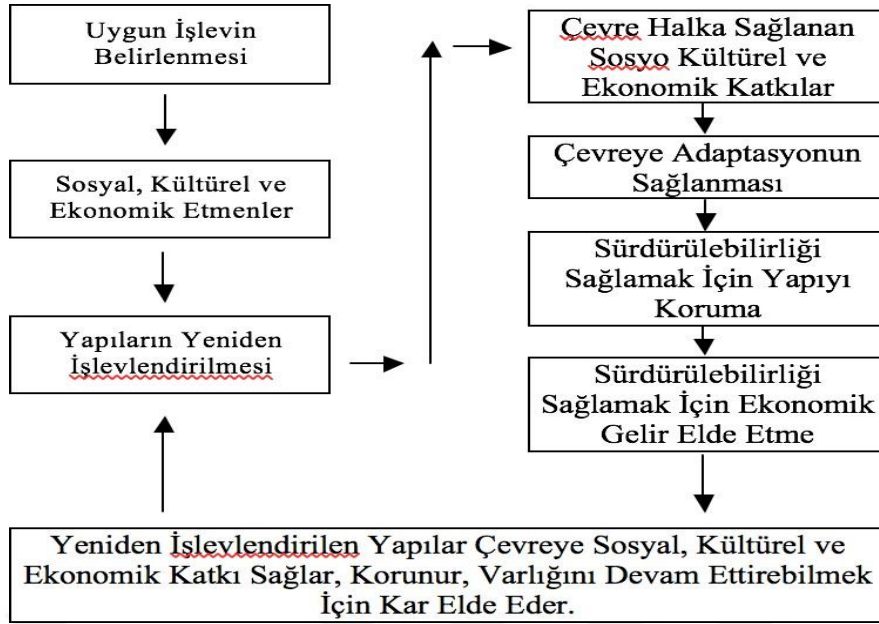 Uygun İşlevin
Belirlenmesi
Sosyal, Kültürel ve
Ekonomik Etmenler
Yapıların Yeniden
İşlevlendirilmesi
Çevre Halka Sağlanan
Sosyo Kültürel ve
Ekonomik Katkılar
Çevreye Adaptasyonun
Sağlanması
Sürdürülebilirliği
Sağlamak İçin Yapıyı
Koruma
Sürdürülebilirliği
Sağlamak İçin Ekonomik
Gelir Elde Etme
Yeniden İşlevlendirilen Yapılar Çevreye Sosyal, Kültürel ve
Ekonomik Katkı Sağlar, Korunur, Varlığını Devam Ettirebilmek
İçin Kar Elde Eder.